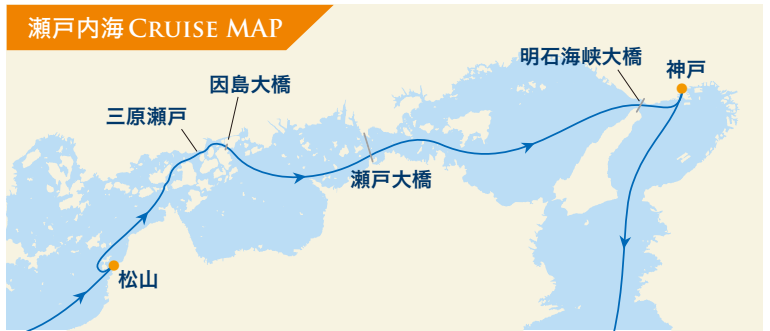 瀬戸内海 CRUISE MAP
明石海峡大橋
神戸
因島大橋
三原瀬戸
瀬戸大橋
松山